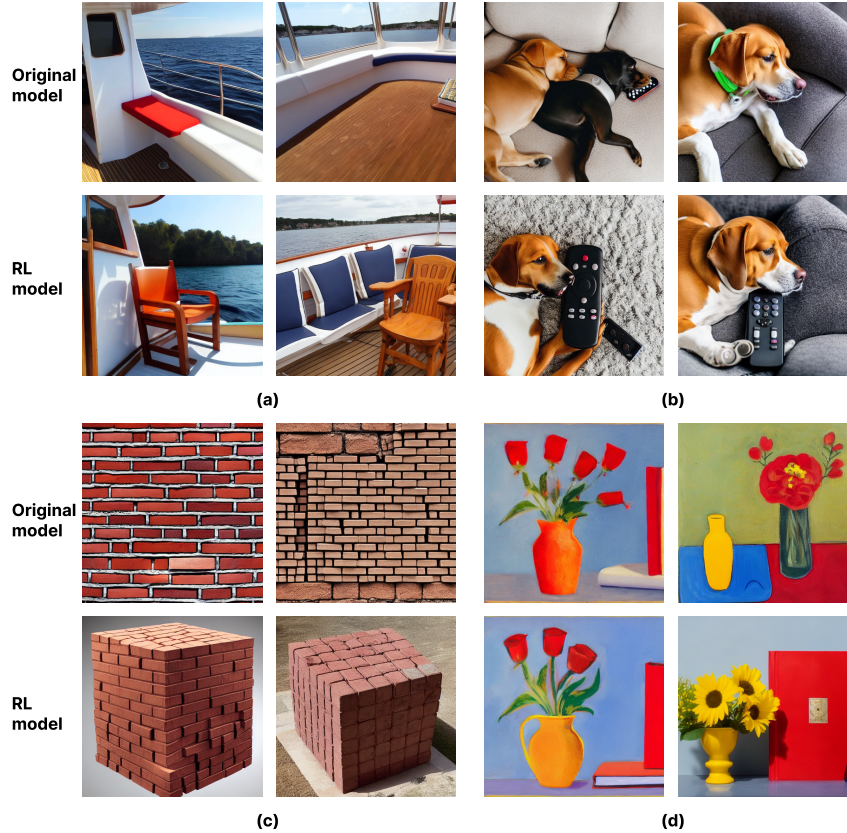 Original
model
RL
model
(a)
(b)
Original
model
RL
model
(c)
(d)